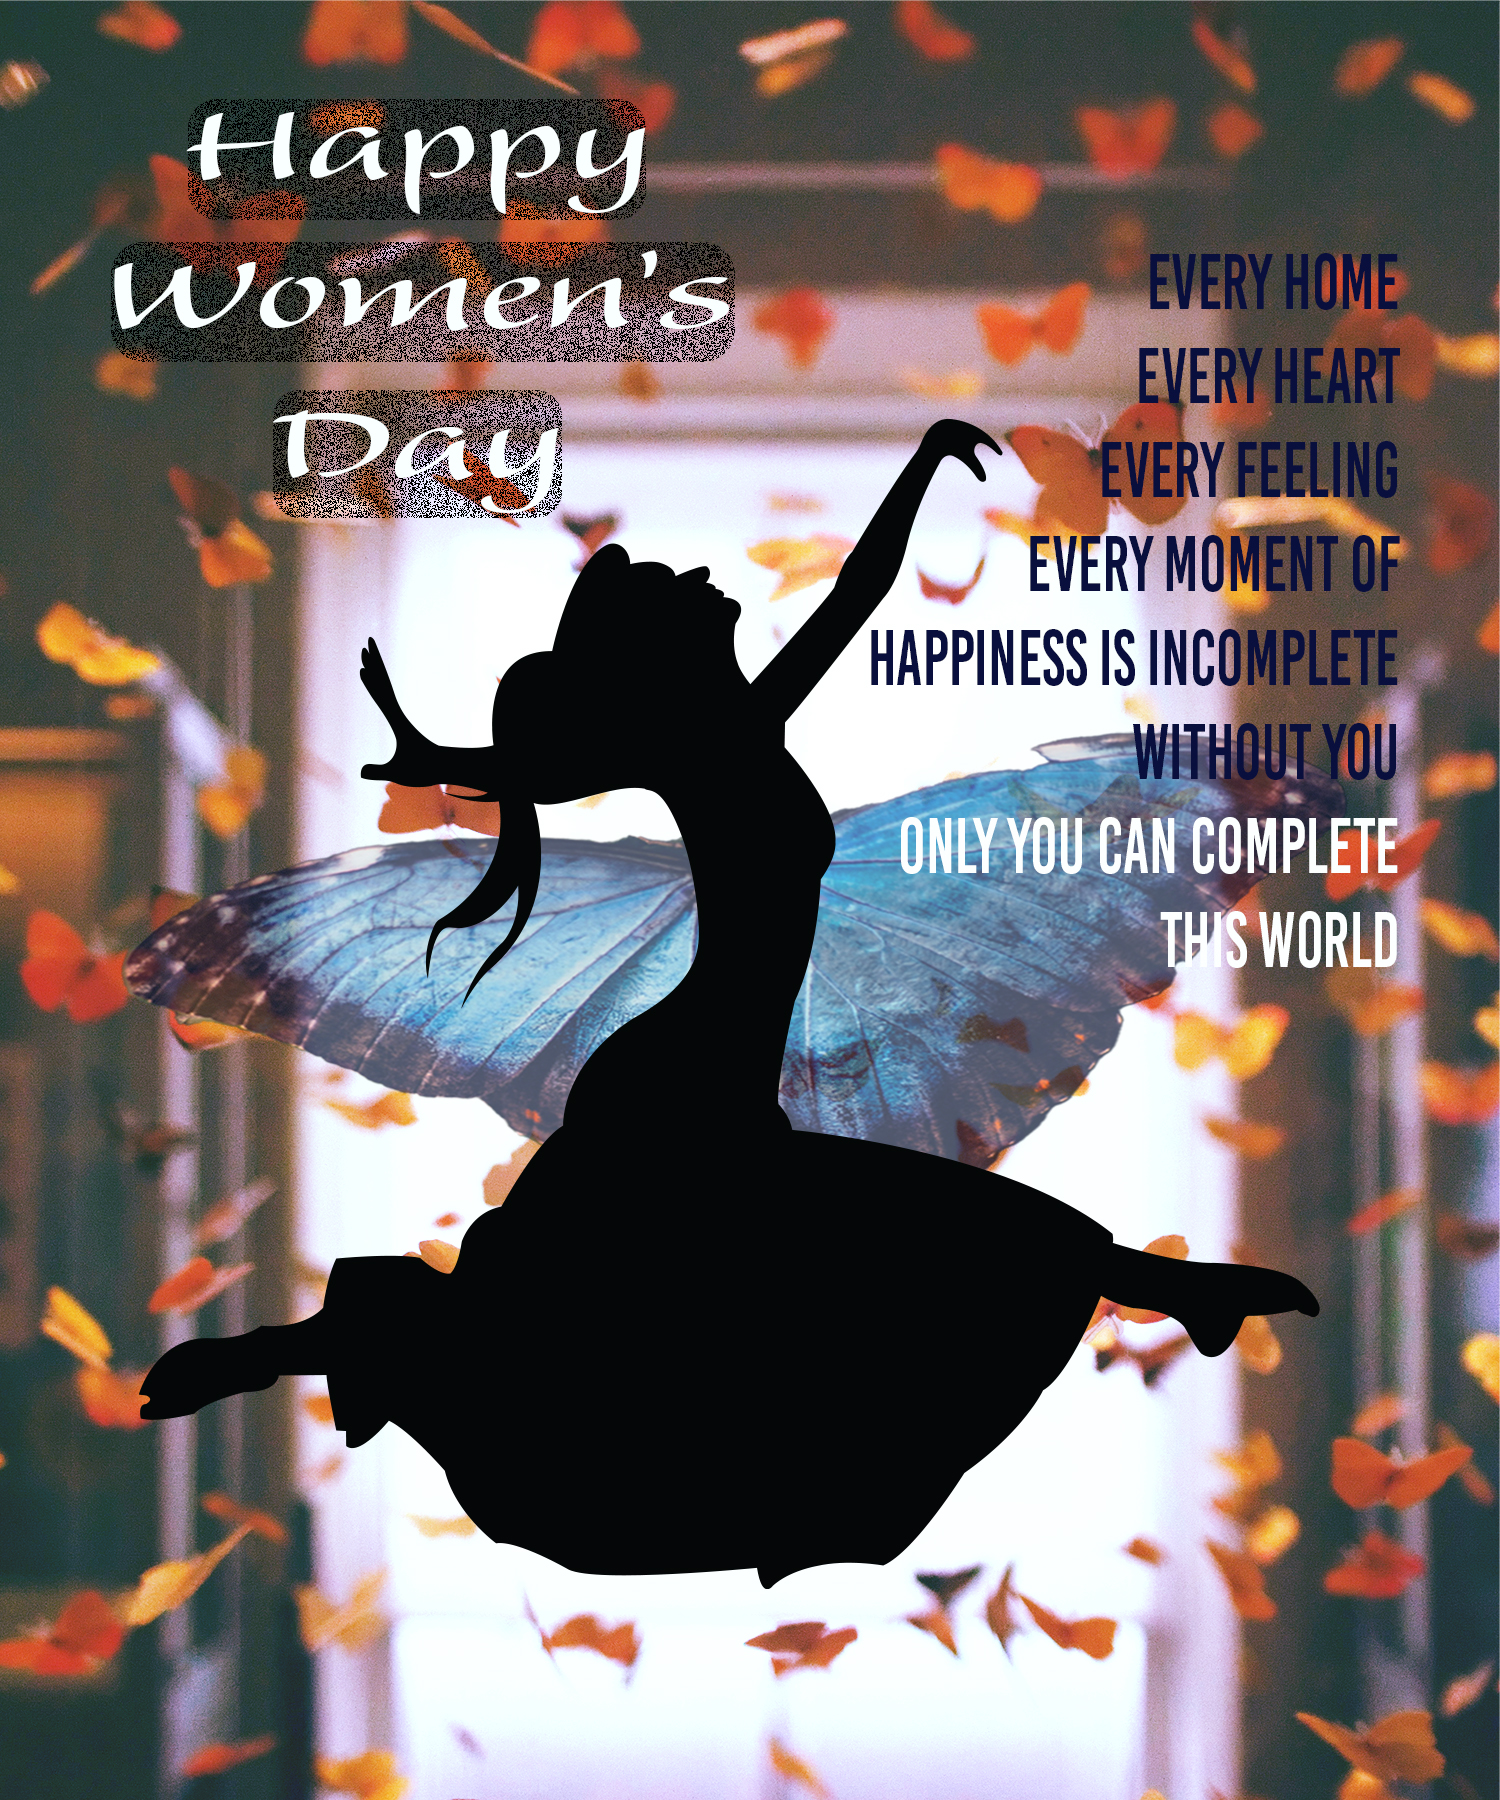 Happy
Women's
Day
EVERY HOME
EVERY HEART
EVERY FEELING
EVERY MOMENT OF
HAPPINESS IS INCOMPLETE
WITHOUT YOU
ONLY YOU CAN COMPLETE
THIS WORLD